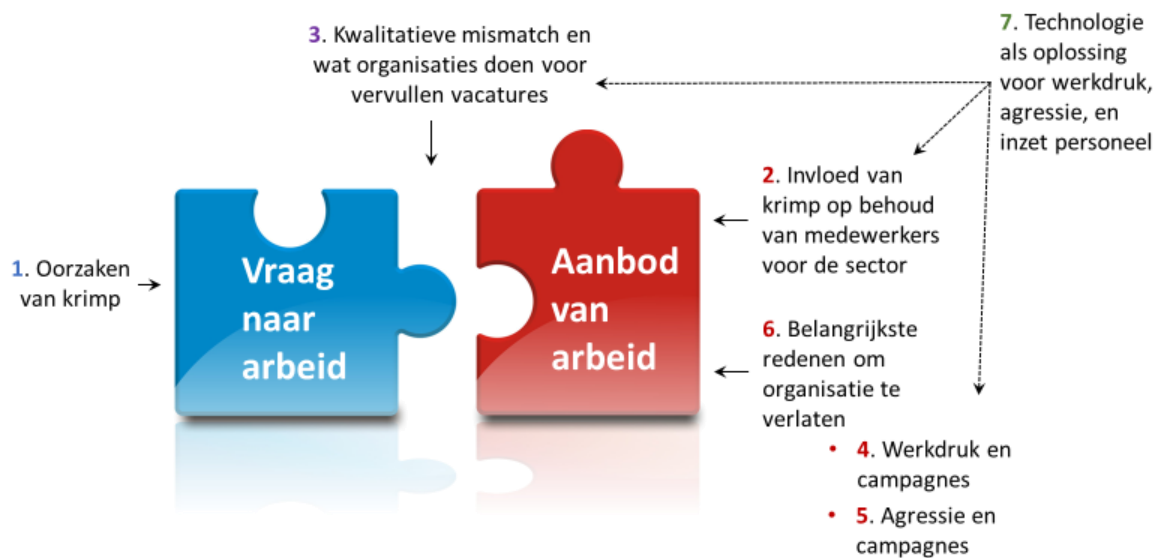 3. Kwalitatieve mismatch en
wat organisaties doen voor
vervullen vacatures
7. Technologie
als oplossing
voor werkdruk,
agressie, en
inzet personeel
1. Oorzaken
van krimp
Vraag
naar
arbeid
Aanbod
van
arbeid
2. Invloed van
krimp op behoud
van medewerkers
voor de sector
6. Belangrijkste
redenen om
organisatie te
verlaten
• 4. Werkdruk en
campagnes
• 5. Agressie en
campagnes